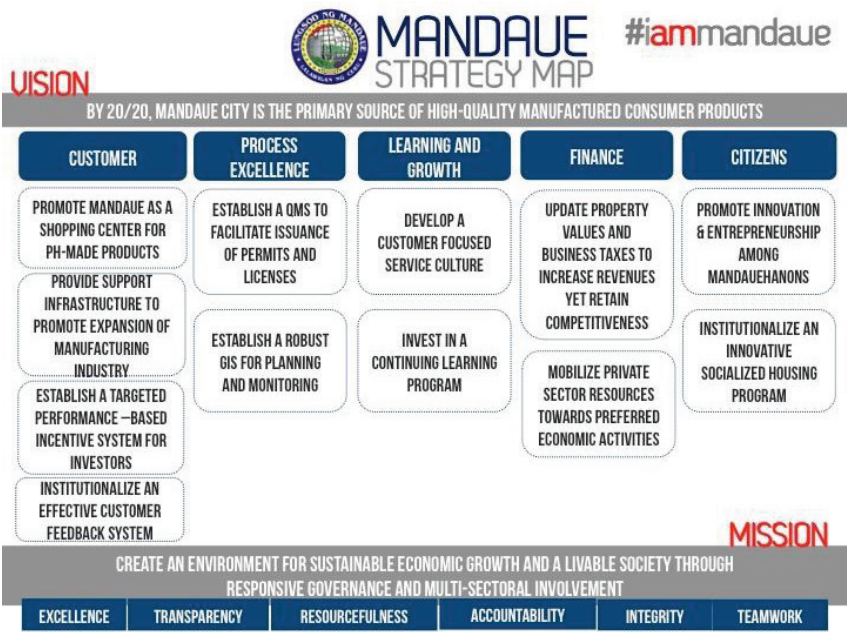 LUNGSOD NG MANDAUE
LALAWIGAN NG CEBU
MANDAUE
STRATEGY MAP
#iammandaue
VISION
BY 20/20, MANDAUE CITY IS THE PRIMARY SOURCE OF HIGH-QUALITY MANUFACTURED CONSUMER PRODUCTS
CUSTOMER
PROMOTE MANDAUE AS A
SHOPPING CENTER FOR
PH-MADE PRODUCTS
PROVIDE SUPPORT
INFRASTRUCTURE TO
PROMOTE EXPANSION OF
MANUFACTURING
INDUSTRY
ESTABLISH A TARGETED
PERFORMANCE –BASED
INCENTIVE SYSTEM FOR
INVESTORS
INSTITUTIONALIZE AN
EFFECTIVE CUSTOMER
FEEDBACK SYSTEM
PROCESS
EXCELLENCE
ESTABLISH A QMS TO
FACILITATE ISSUANCE
OF PERMITS AND
LICENSES
ESTABLISH A ROBUST
GIS FOR PLANNING
AND MONITORING
LEARNING AND
GROWTH
DEVELOP A
CUSTOMER FOCUSED
SERVICE CULTURE
INVEST IN A
CONTINUING LEARNING
PROGRAM
FINANCE
UPDATE PROPERTY
VALUES AND
BUSINESS TAXES TO
INCREASE REVENUES
YET RETAIN
COMPETITIVENESS
MOBILIZE PRIVATE
SECTOR RESOURCES
TOWARDS PREFERRED
ECONOMIC ACTIVITIES
CITIZENS
PROMOTE INNOVATION
& ENTREPRENEURSHIP
AMONG
MANDAUEHANONS
INSTITUTIONALIZE AN
INNOVATIVE
SOCIALIZED HOUSING
PROGRAM
MISSION
CREATE AN ENVIRONMENT FOR SUSTAINABLE ECONOMIC GROWTH AND A LIVABLE SOCIETY THROUGH
RESPONSIVE GOVERNANCE AND MULTI-SECTORAL INVOLVEMENT
EXCELLENCE
TRANSPARENCY
RESOURCEFULNESS
ACCOUNTABILITY
INTEGRITY
TEAMWORK